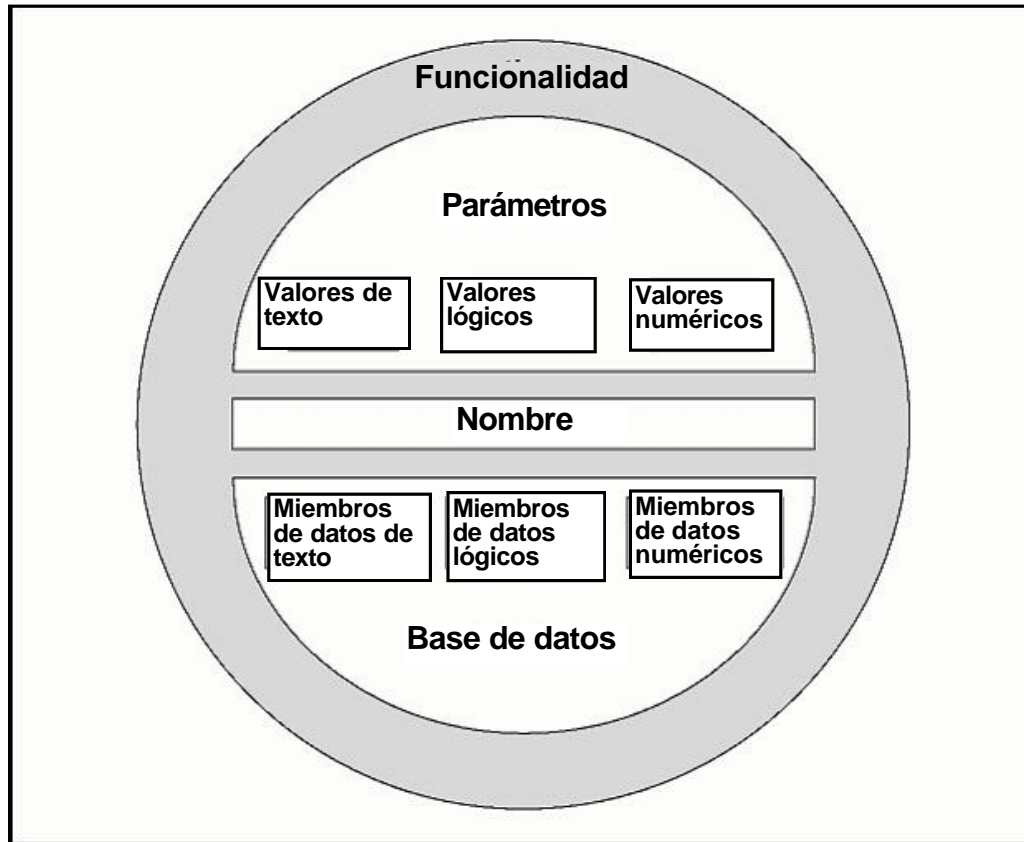 Funcionalidad
Parámetros
Valores de
texto
Valores
lógicos
Valores
numéricos
Nombre
Miembros
de datos de
texto
Miembros
de datos
lógicos
Miembros
de datos
numéricos
Base de datos